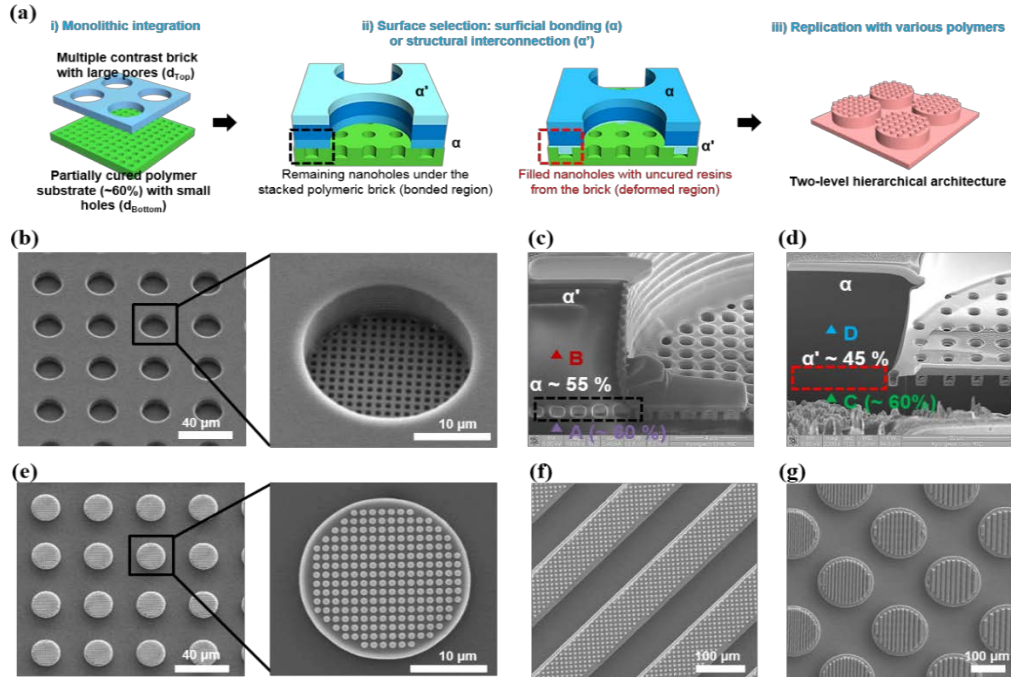 (a)
i) Monolithic integration
ii) Surface selection: surficial bonding (α)
or structural interconnection (α')
iii) Replication with various polymers
Multiple contrast brick
with large pores (dTop)
Partially cured polymer
substrate (~60%) with small
holes (dBottom)
α'
α
Remaining nanoholes under the
stacked polymeric brick (bonded region)
α
α'
Filled nanoholes with uncured resins
from the brick (deformed region)
Two-level hierarchical architecture
(b)
40 μm
10 μm
(c)
α'
B
α ~ 55 %
A (~ 60 %)
(d)
α
D
α' ~ 45 %
C (~ 60%)
(e)
40 μm
10 μm
(f)
100 μm
(g)
100 μm